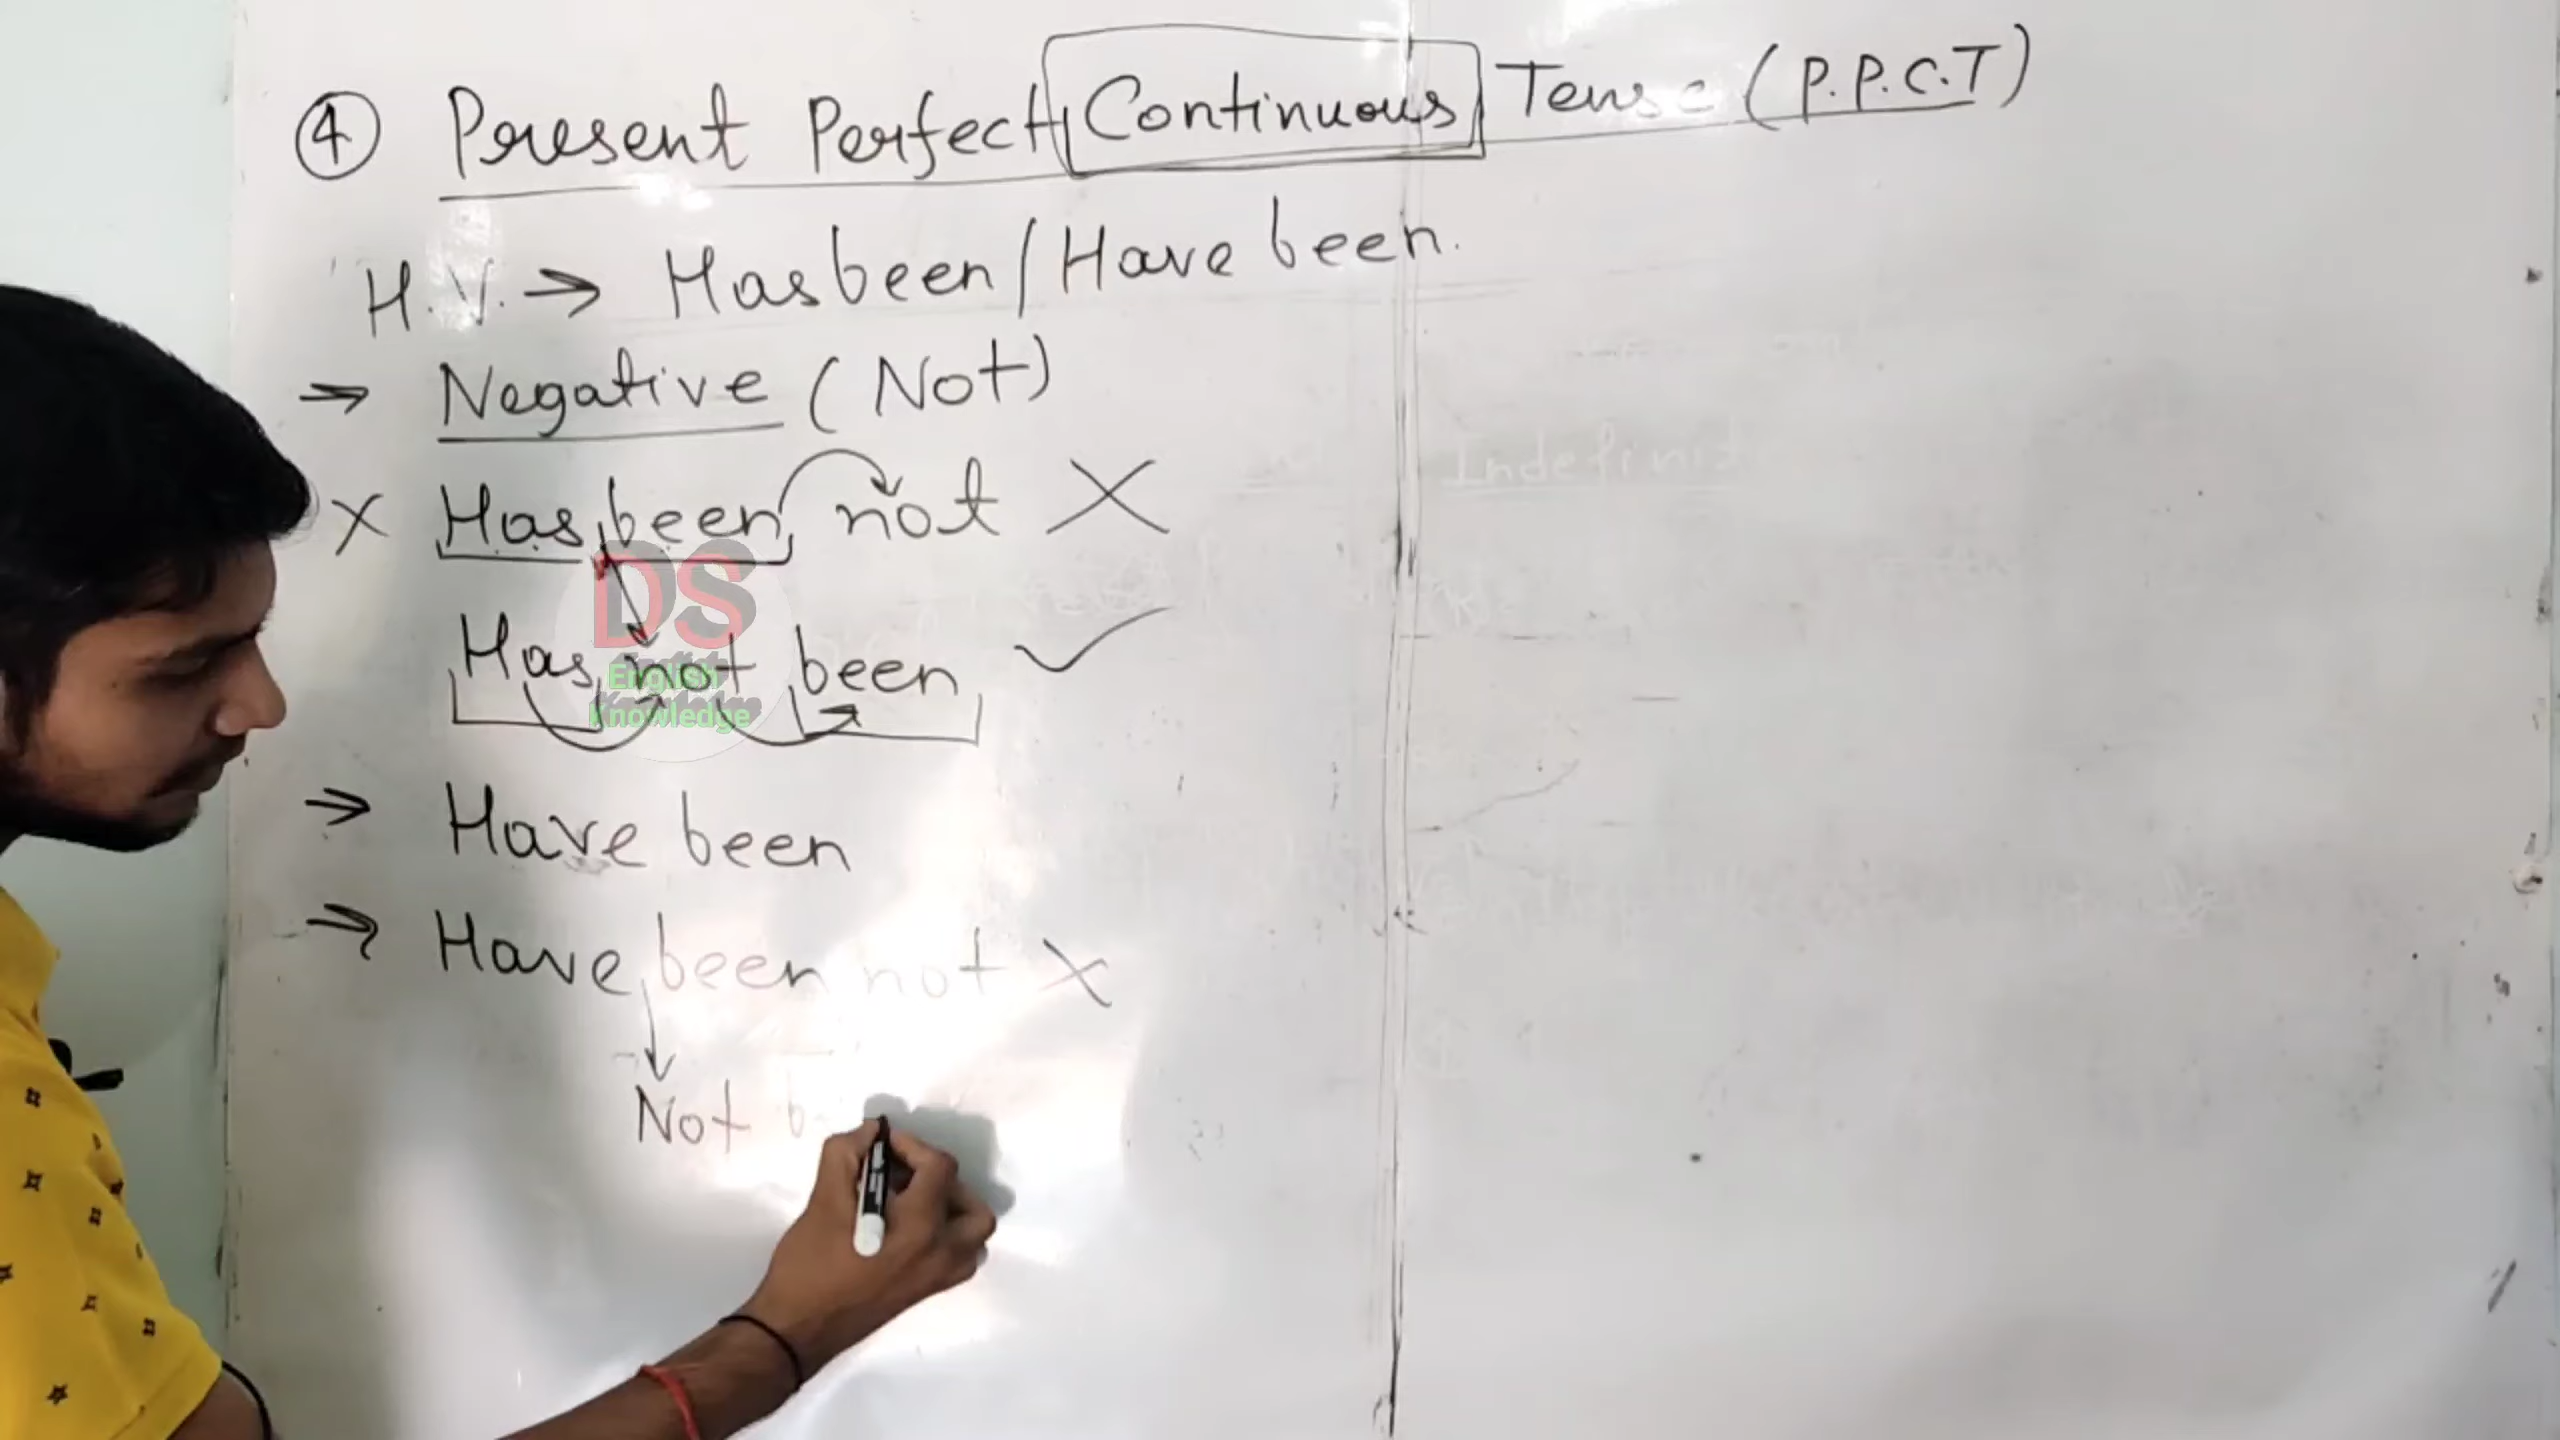 ④ Present Perfect Continuous Tense (P.P.C.T)
H.V. → Has been / Have been.
→ Negative (Not)
X Has been not X
Has not been ✓
DS
English
Knowledge
→ Have been
→ Have been not X
Not
Indefinit